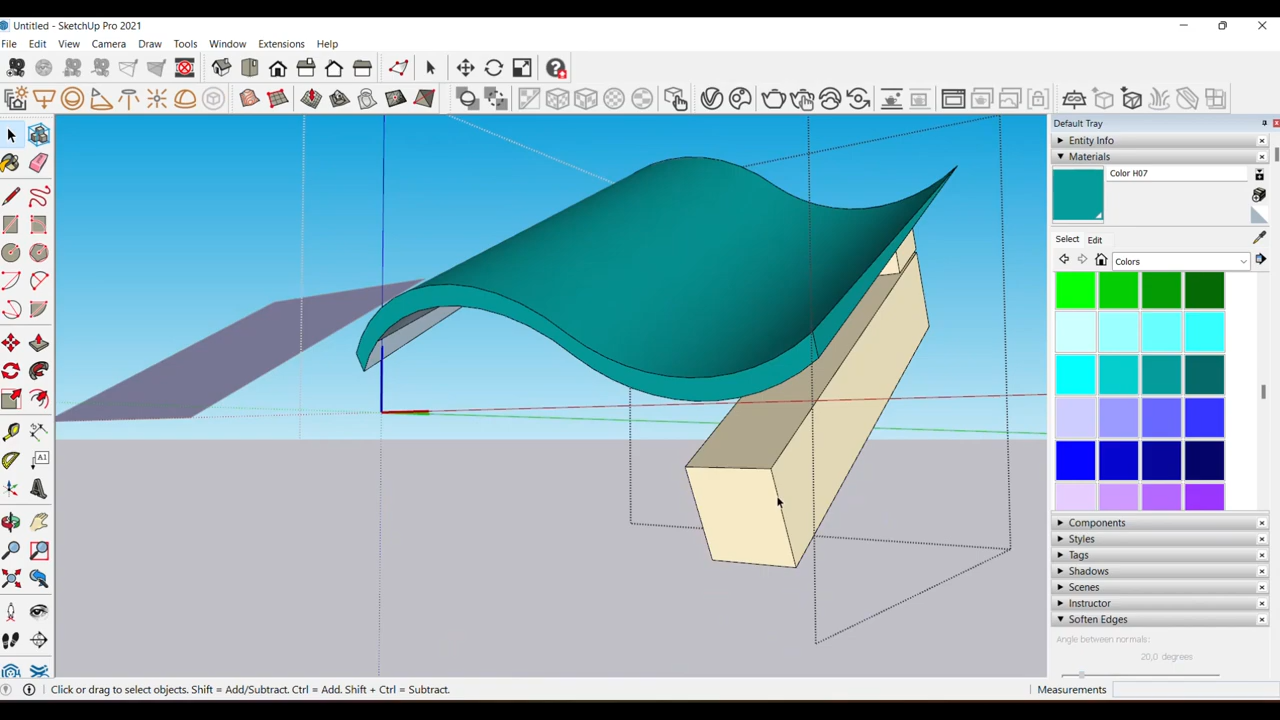 Untitled - SketchUp Pro 2021
File Edit View Camera Draw Tools Window Extensions Help
Default Tray
Entity Info
Materials
Color H07
Select Edit
Colors
A1
Components
Styles
Tags
Shadows
Scenes
Instructor
Soften Edges
Angle between normals:
20,0 degrees
Click or drag to select objects. Shift = Add/Subtract. Ctrl = Add. Shift + Ctrl = Subtract.
Measurements